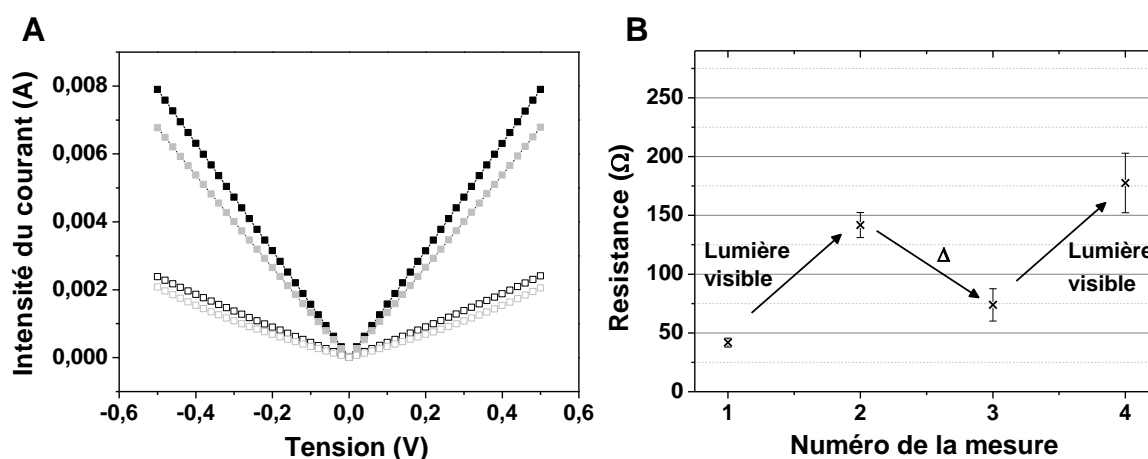 A
Intensité du courant (A)
0,008
0,006
0,004
0,002
0,000
-0,6 -0,4 -0,2 0,0 0,2 0,4 0,6
Tension (V)
B
Resistance (Ω)
250
200
150
100
50
0
Lumière
visible
Δ
Lumière
visible
1 2 3 4
Numéro de la mesure